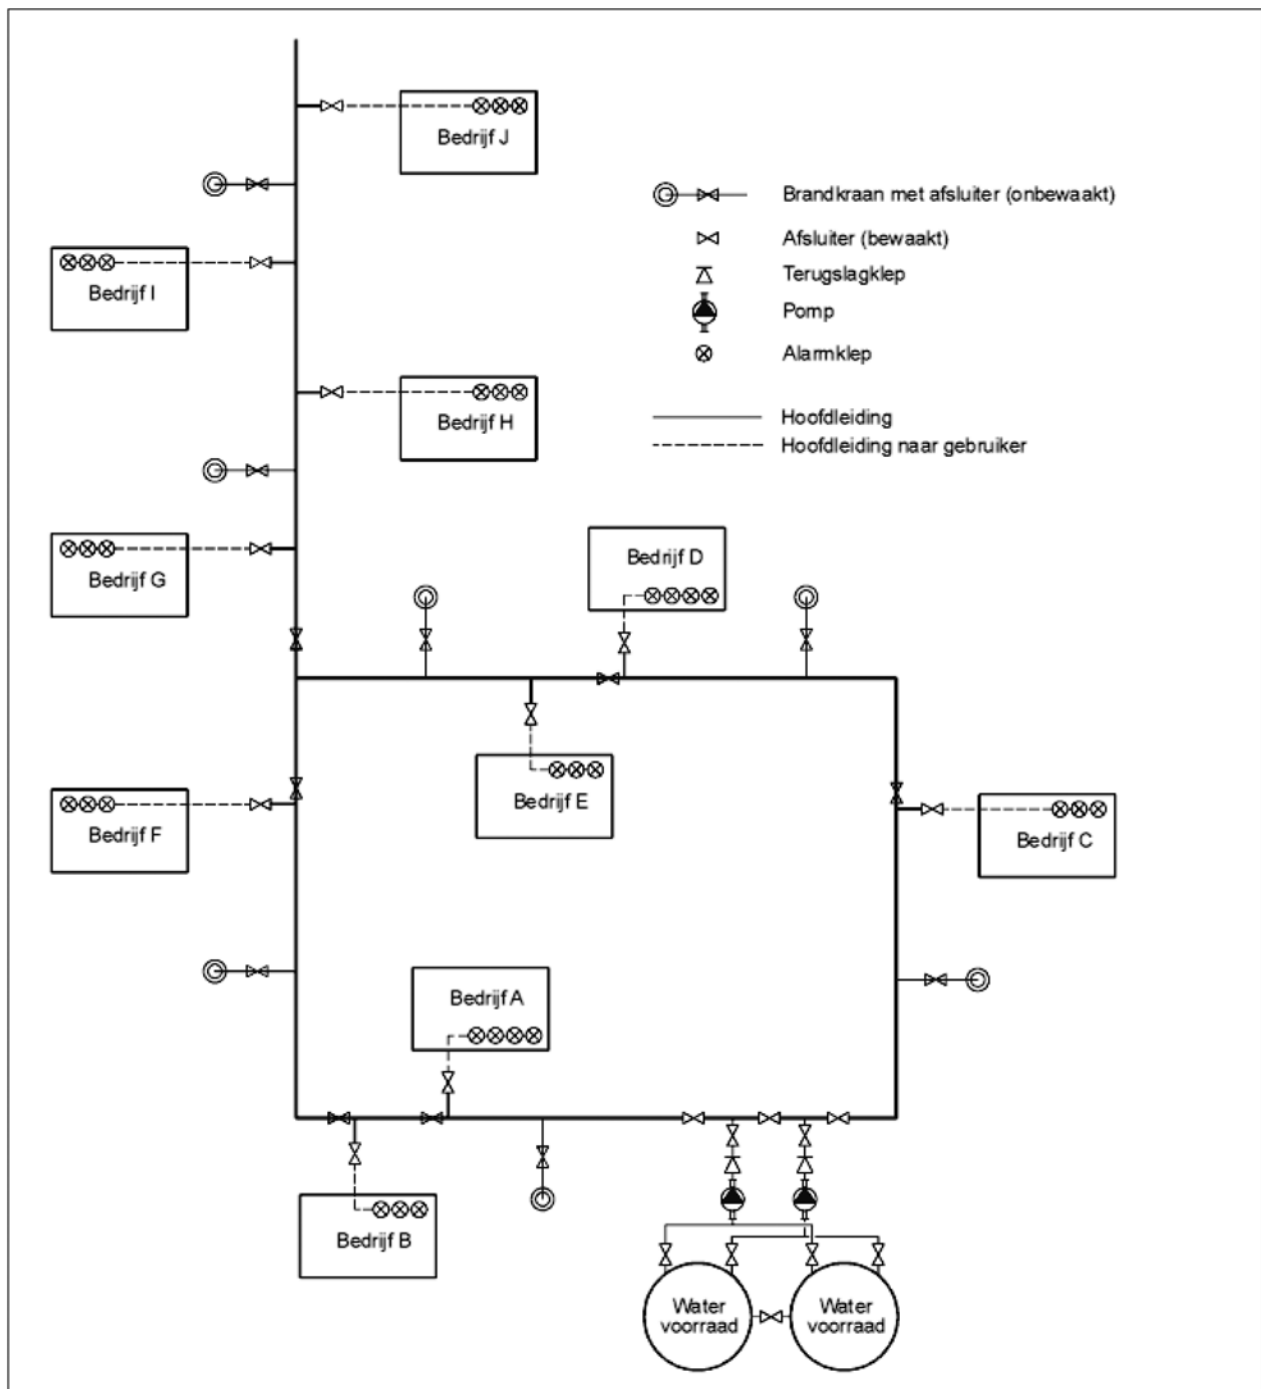 Bedrijf J
Brandkraan met afsluiter (onbewaakt)
Afsluiter (bewaakt)
Terugslagklep
Bedrijf I
Pomp
Alarmklep
Bedrijf H
Hoofdleiding
Hoofdleiding naar gebruiker
Bedrijf D
Bedrijf G
Bedrijf E
Bedrijf F
Bedrijf C
Bedrijf A
Bedrijf B
Water
voorraad
Water
voorraad